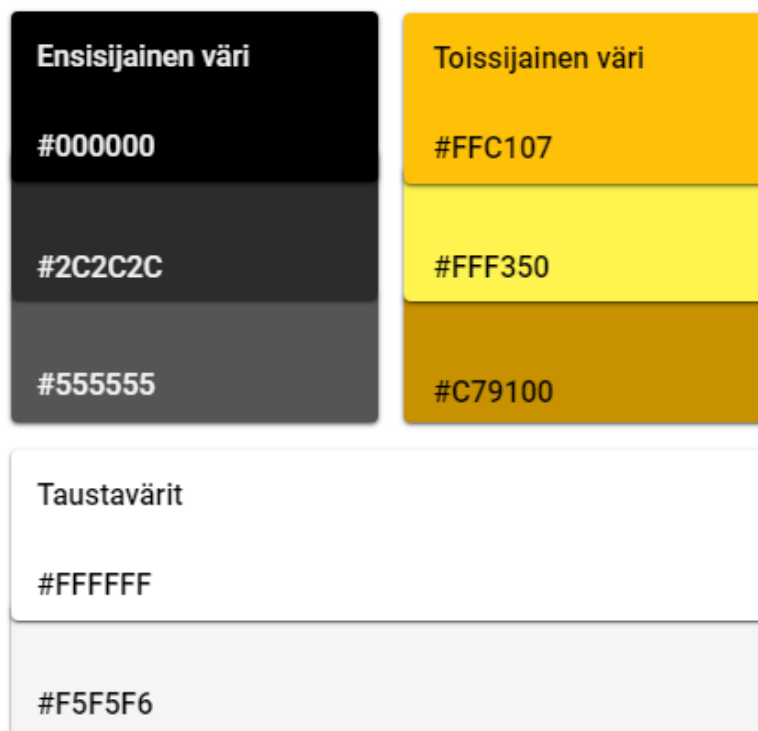 Ensisijainen väri
#000000
#2C2C2C
#555555
Toissijainen väri
#FFC107
#FFF350
#C79100
Taustavärit
#FFFFFF
#F5F5F6